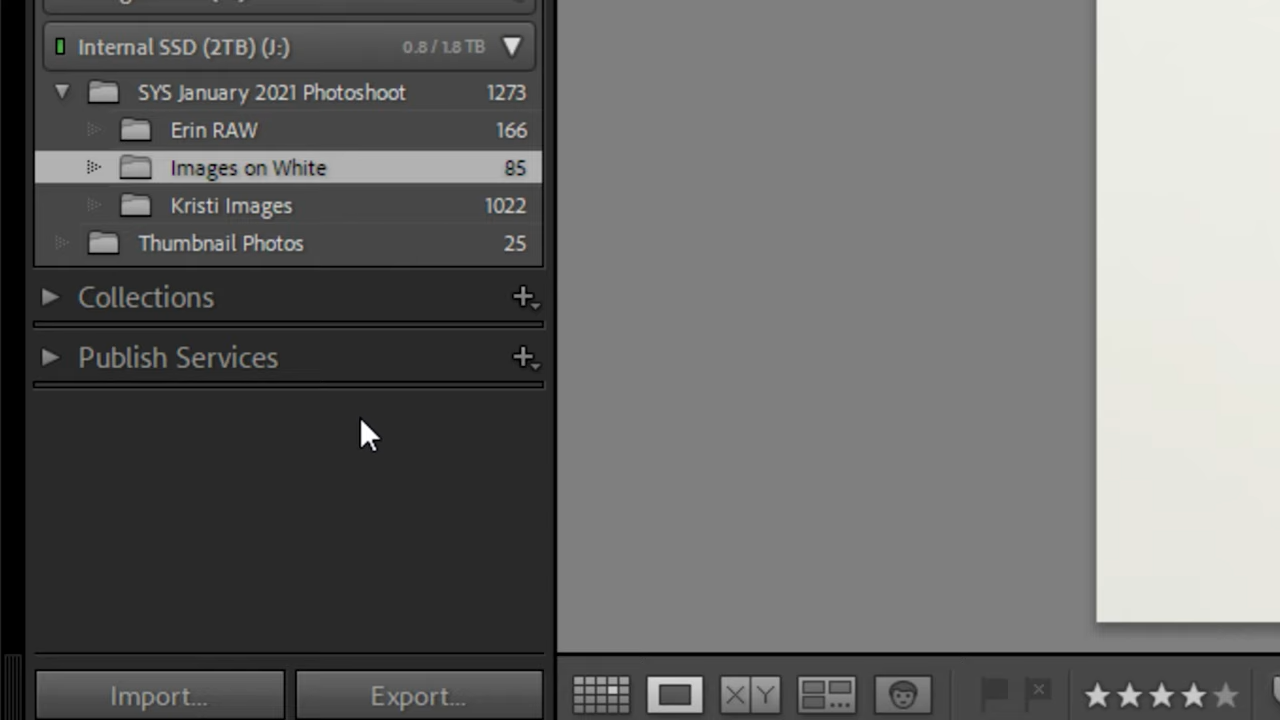 Internal SSD (2TB) (J:) 0.8 / 1.8 TB
SYS January 2021 Photoshoot 1273
Erin RAW 166
Images on White 85
Kristi Images 1022
Thumbnail Photos 25
Collections
Publish Services
Import...
Export...
X Y